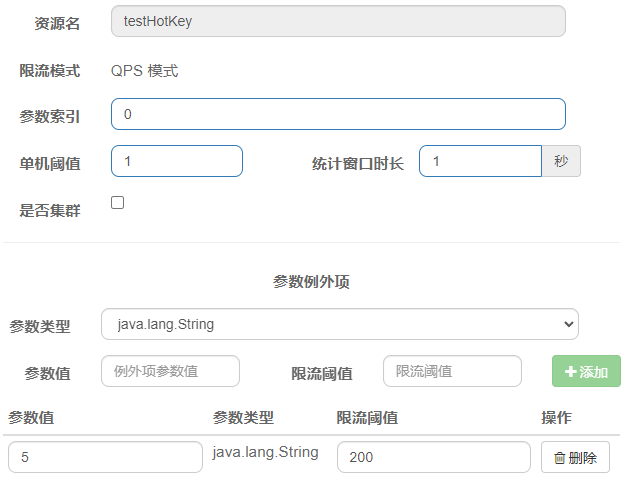 资源名 testHotKey
限流模式 QPS 模式
参数索引 0
单机阈值 1 统计窗口时长 1 秒
是否集群
参数例外项
参数类型 java.lang.String
参数值 例外项参数值 限流阈值 限流阈值 添加
参数值 参数类型 限流阈值 操作
5 java.lang.String 200 删除